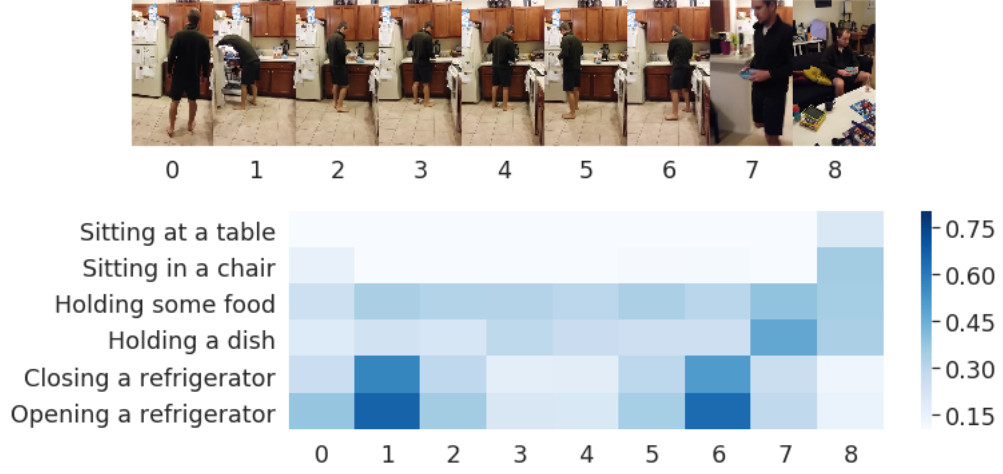 0 1 2 3 4 5 6 7 8
Sitting at a table
Sitting in a chair
Holding some food
Holding a dish
Closing a refrigerator
Opening a refrigerator
0 1 2 3 4 5 6 7 8
0.75
0.60
0.45
0.30
0.15